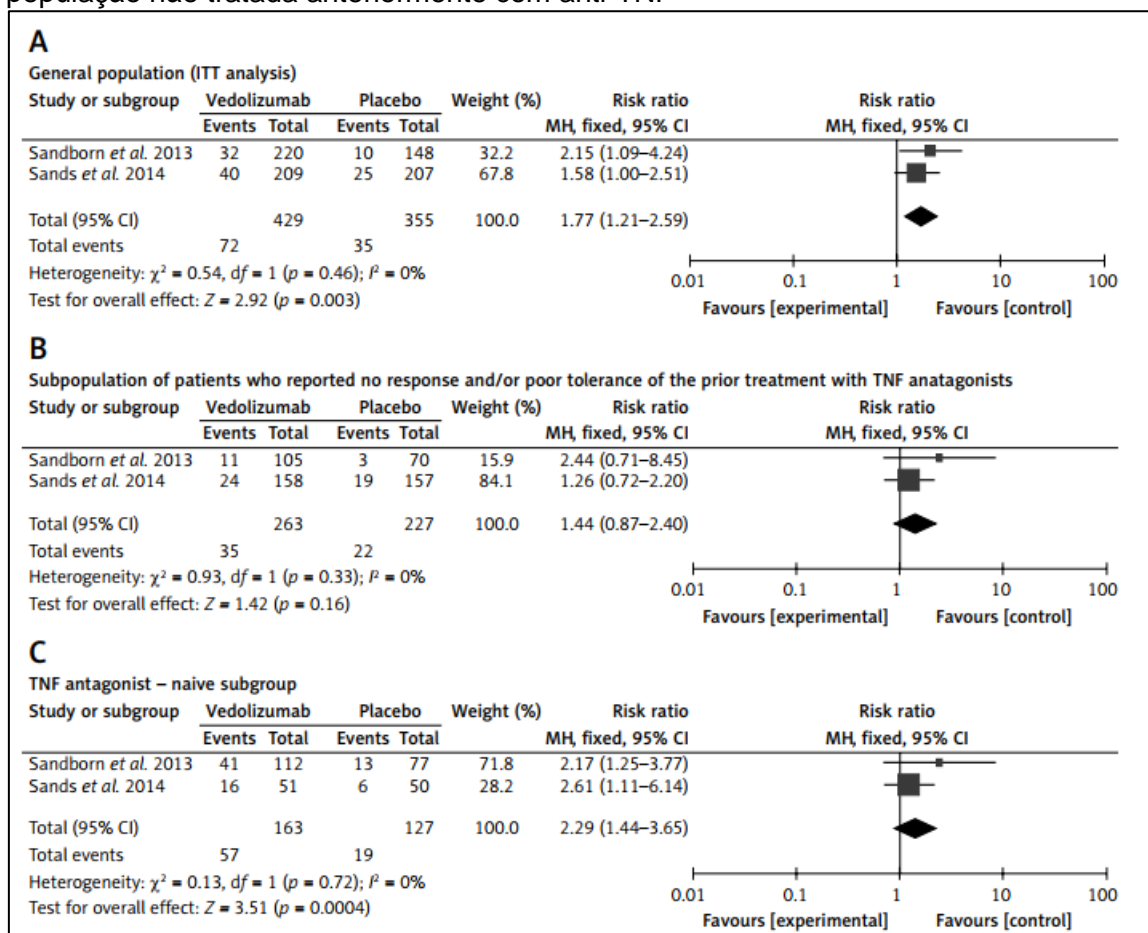 população não tratada anteriormente com anti-TNF
A
General population (ITT analysis)
Study or subgroup Vedolizumab Placebo Weight (%) Risk ratio Risk ratio
Events Total Events Total MH, fixed, 95% CI MH, fixed, 95% CI
Sandborn et al. 2013 32 220 10 148 32.2 2.15 (1.09–4.24)
Sands et al. 2014 40 209 25 207 67.8 1.58 (1.00–2.51)
Total (95% CI) 429 355 100.0 1.77 (1.21–2.59)
Total events 72 35
Heterogeneity: χ² = 0.54, df = 1 (p = 0.46); I² = 0%
Test for overall effect: Z = 2.92 (p = 0.003)
0.01 0.1 1 10 100
Favours [experimental] Favours [control]
B
Subpopulation of patients who reported no response and/or poor tolerance of the prior treatment with TNF anatagonists
Study or subgroup Vedolizumab Placebo Weight (%) Risk ratio Risk ratio
Events Total Events Total MH, fixed, 95% CI MH, fixed, 95% CI
Sandborn et al. 2013 11 105 3 70 15.9 2.44 (0.71–8.45)
Sands et al. 2014 24 158 19 157 84.1 1.26 (0.72–2.20)
Total (95% CI) 263 227 100.0 1.44 (0.87–2.40)
Total events 35 22
Heterogeneity: χ² = 0.93, df = 1 (p = 0.33); I² = 0%
Test for overall effect: Z = 1.42 (p = 0.16)
0.01 0.1 1 10 100
Favours [experimental] Favours [control]
C
TNF antagonist – naive subgroup
Study or subgroup Vedolizumab Placebo Weight (%) Risk ratio Risk ratio
Events Total Events Total MH, fixed, 95% CI MH, fixed, 95% CI
Sandborn et al. 2013 41 112 13 77 71.8 2.17 (1.25–3.77)
Sands et al. 2014 16 51 6 50 28.2 2.61 (1.11–6.14)
Total (95% CI) 163 127 100.0 2.29 (1.44–3.65)
Total events 57 19
Heterogeneity: χ² = 0.13, df = 1 (p = 0.72); I² = 0%
Test for overall effect: Z = 3.51 (p = 0.0004)
0.01 0.1 1 10 100
Favours [experimental] Favours [control]